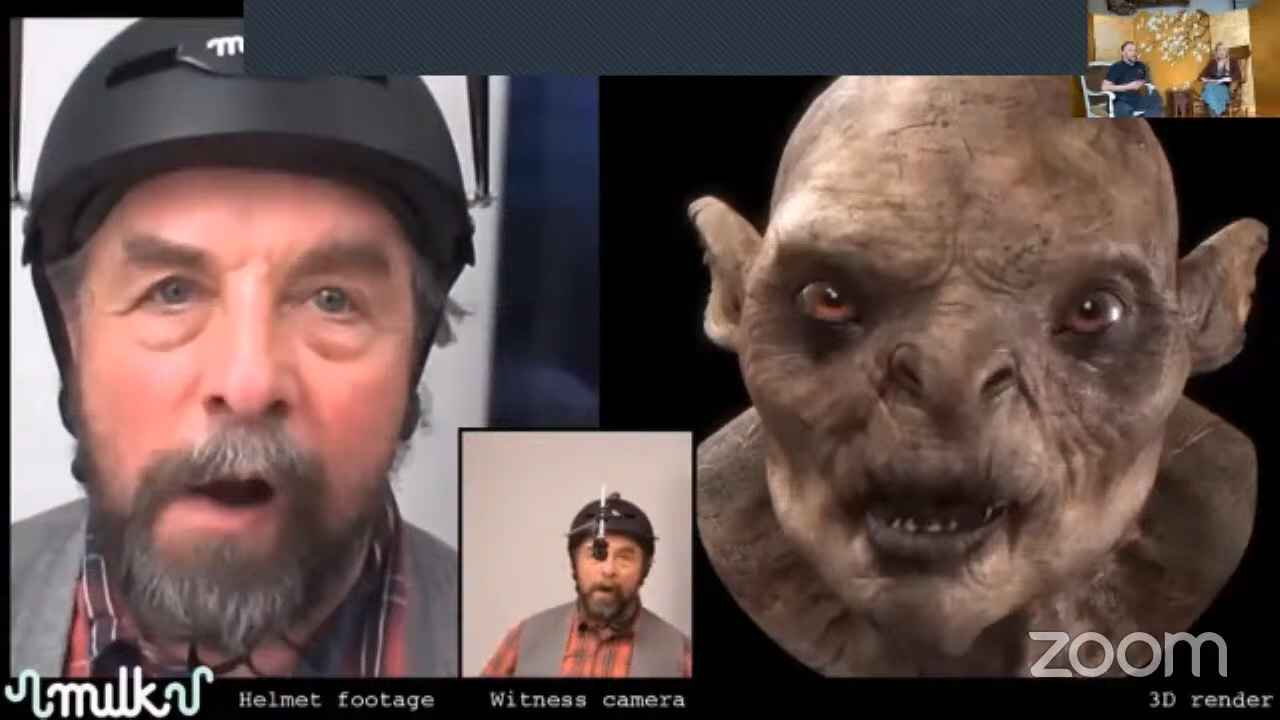 m
zoom
milk
Helmet footage
Witness camera
3D render